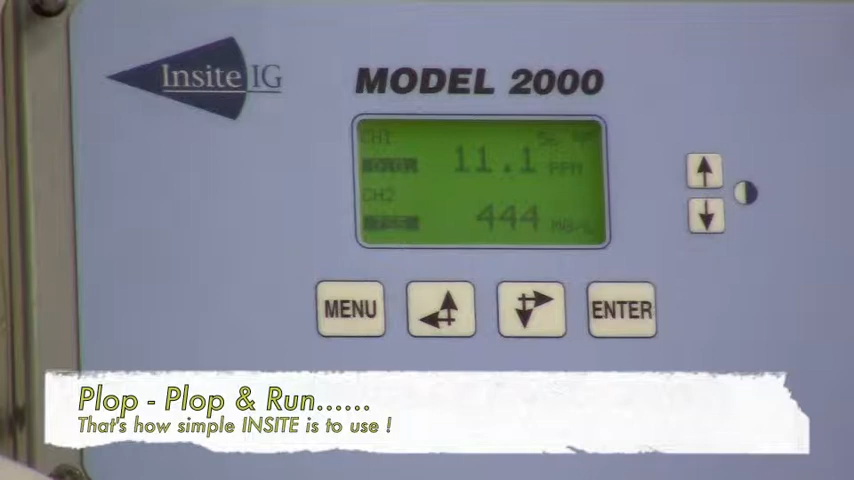 Insite IG
MODEL 2000
CH1
11.1 PPM
CH2
444
MENU
ENTER
Plop - Plop & Run......
That's how simple INSITE is to use !